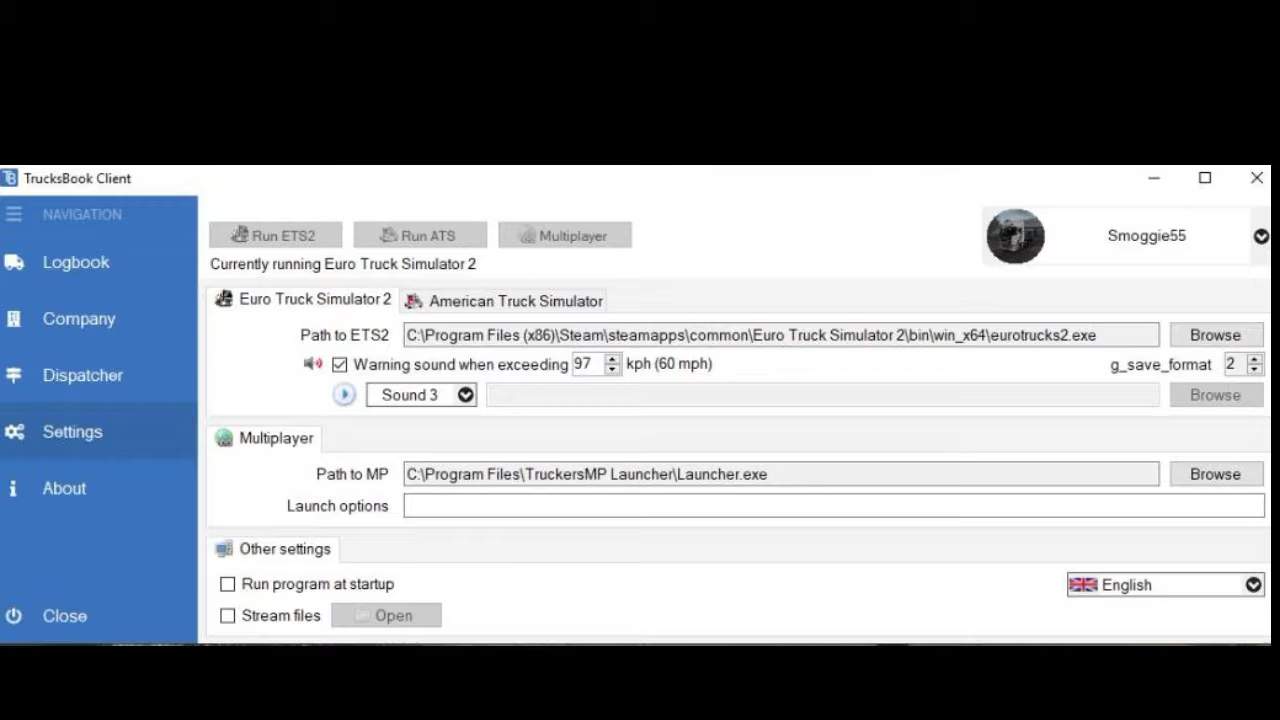 TrucksBook Client
NAVIGATION
Logbook
Company
Dispatcher
Settings
About
Close
Run ETS2 Run ATS Multiplayer
Smoggie55
Currently running Euro Truck Simulator 2
Euro Truck Simulator 2 American Truck Simulator
Path to ETS2 C:\Program Files (x86)\Steam\steamapps\common\Euro Truck Simulator 2\bin\win_x64\eurotrucks2.exe Browse
Warning sound when exceeding 97 kph (60 mph) g_save_format 2
Sound 3 Browse
Multiplayer
Path to MP C:\Program Files\TruckersMP Launcher\Launcher.exe Browse
Launch options
Other settings
Run program at startup English
Stream files Open